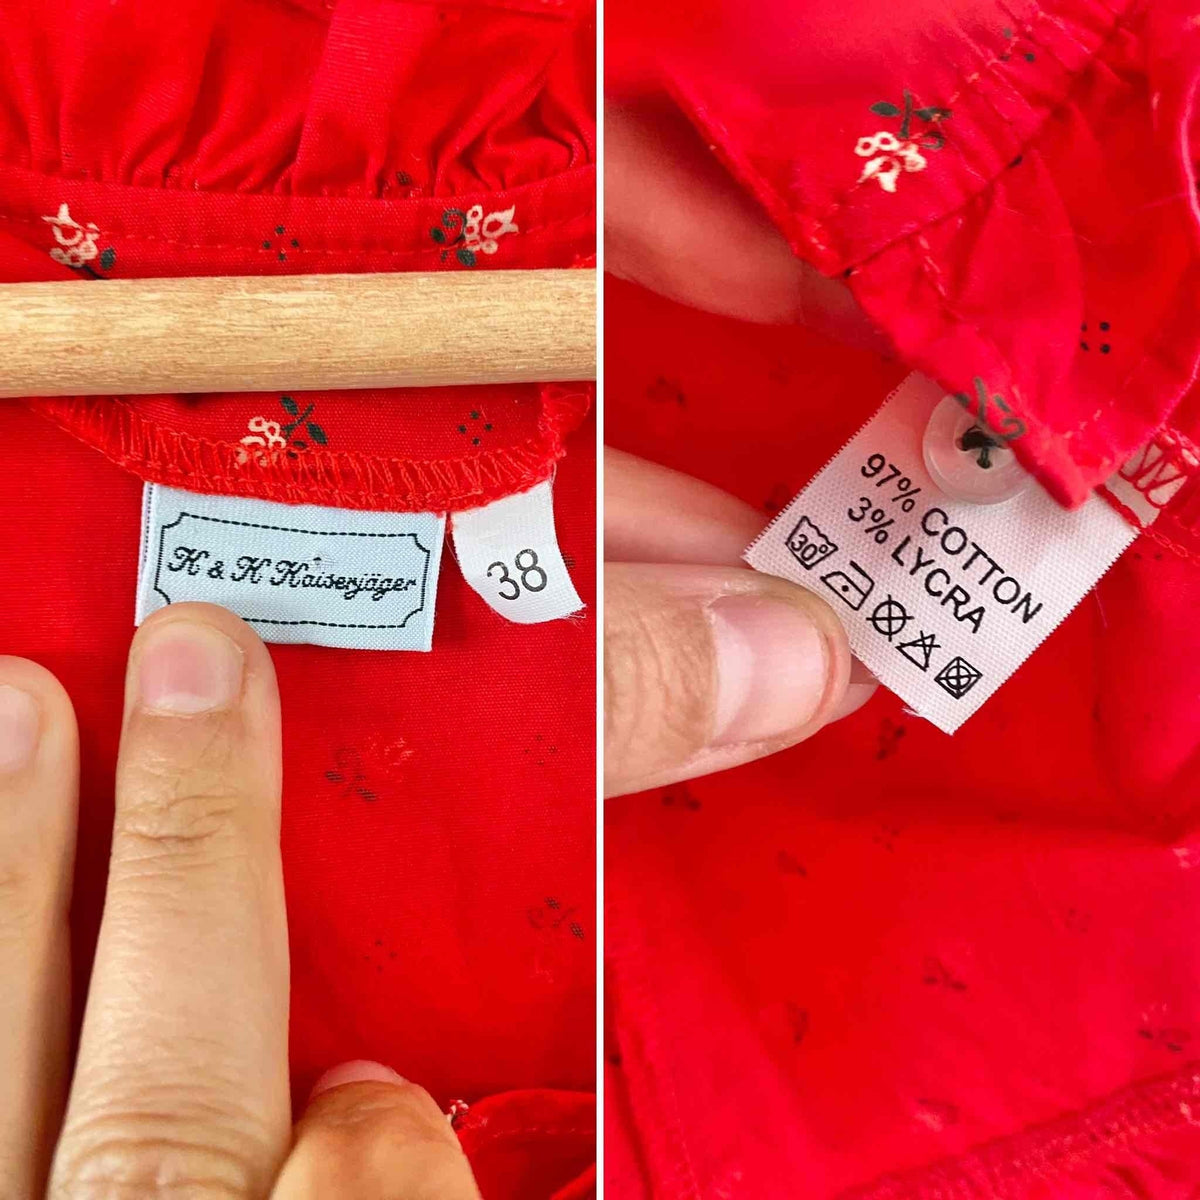 K & K Kaiserjäger
38
97% COTTON
3% LYCRA
30°